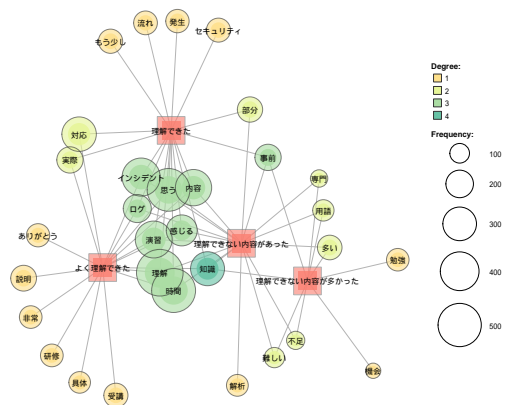 流れ
発生
セキュリティ
もう少し
Degree:
1
2
3
4
Frequency:
100
200
300
400
500
部分
対応
理解できた
実際
事前
インシデント
思う
内容
専門
ログ
用語
感じる
ありがとう
演習
理解できない内容があった
多い
勉強
よく理解できた
知識
説明
理解
理解できない内容が多かった
時間
非常
不足
研修
難しい
機会
具体
解析
受講